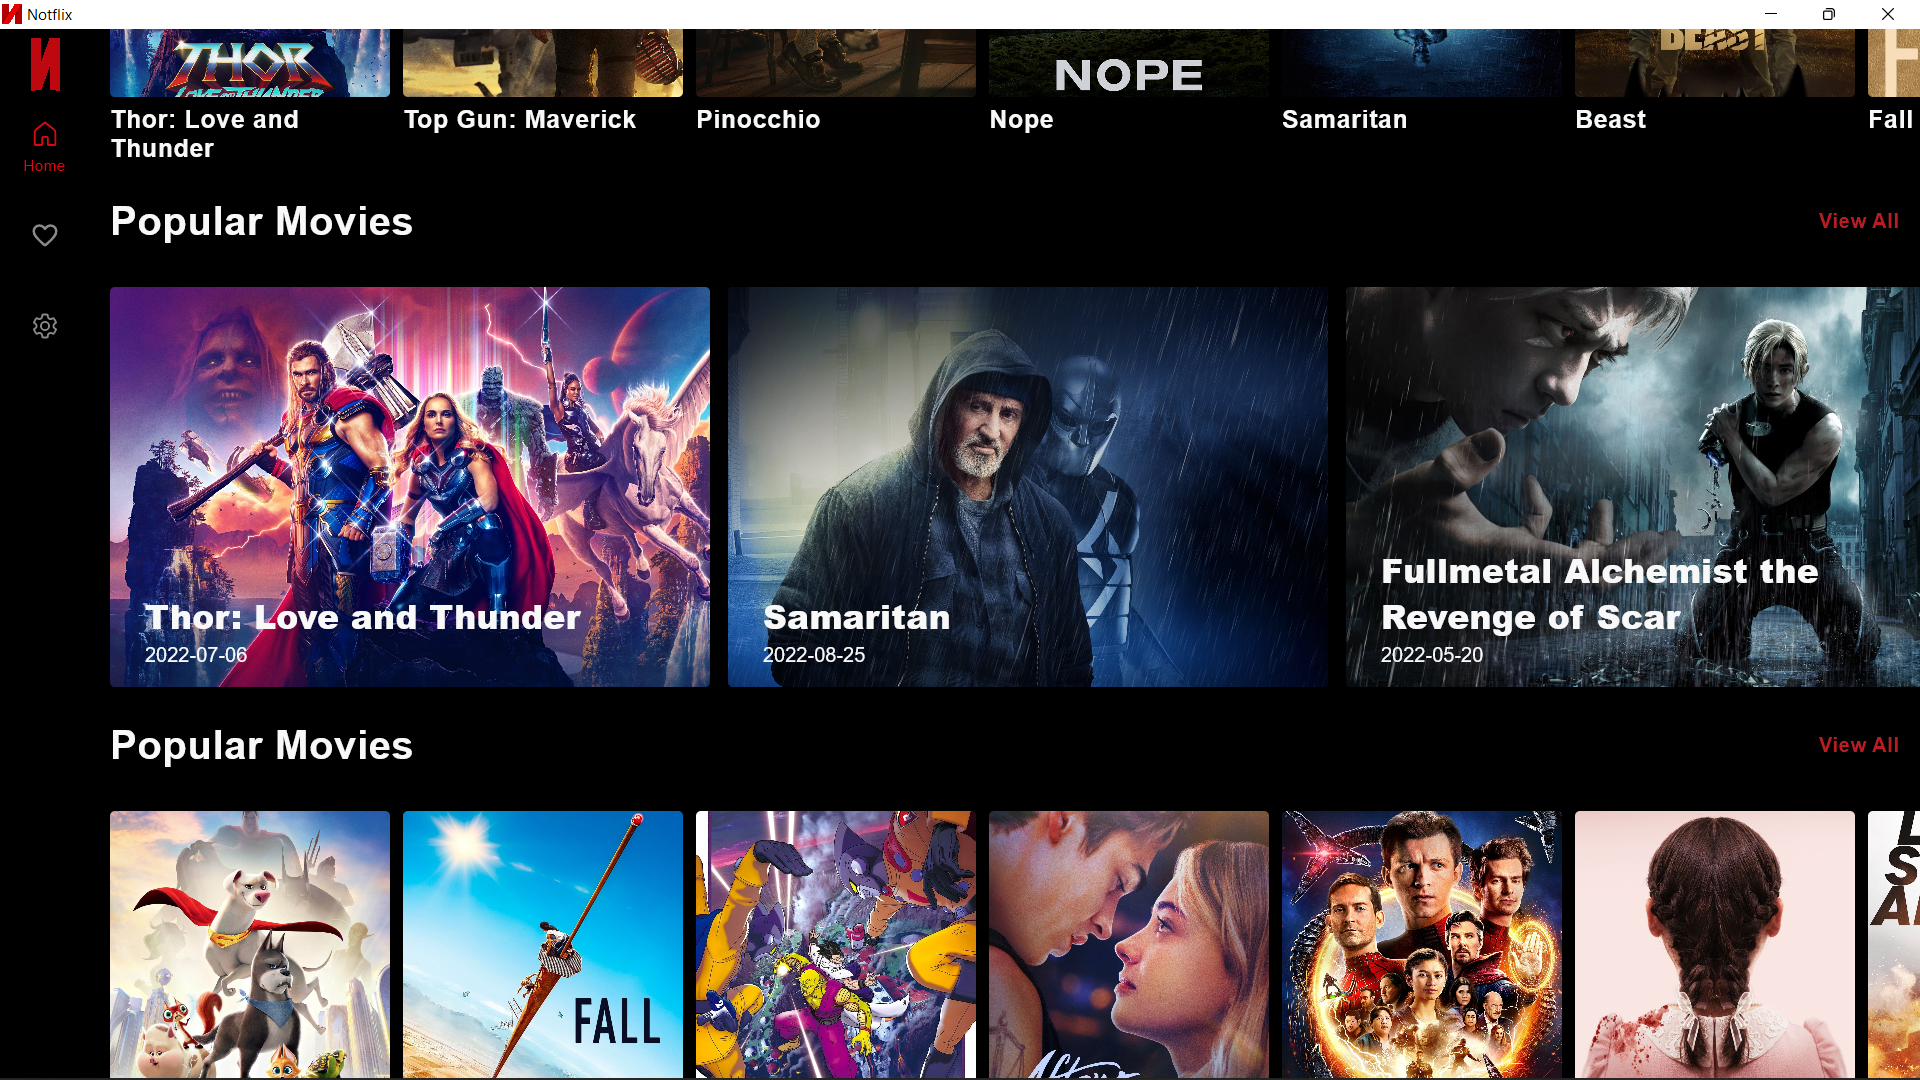 Notflix
THOR
LOVE AND THUNDER
NOPE
BEAST
Thor: Love and
Thunder
Top Gun: Maverick
Pinocchio
Nope
Samaritan
Beast
Fall
Home
Popular Movies
View All
Thor: Love and Thunder
2022-07-06
Samaritan
2022-08-25
Fullmetal Alchemist the
Revenge of Scar
2022-05-20
Popular Movies
View All
FALL
After